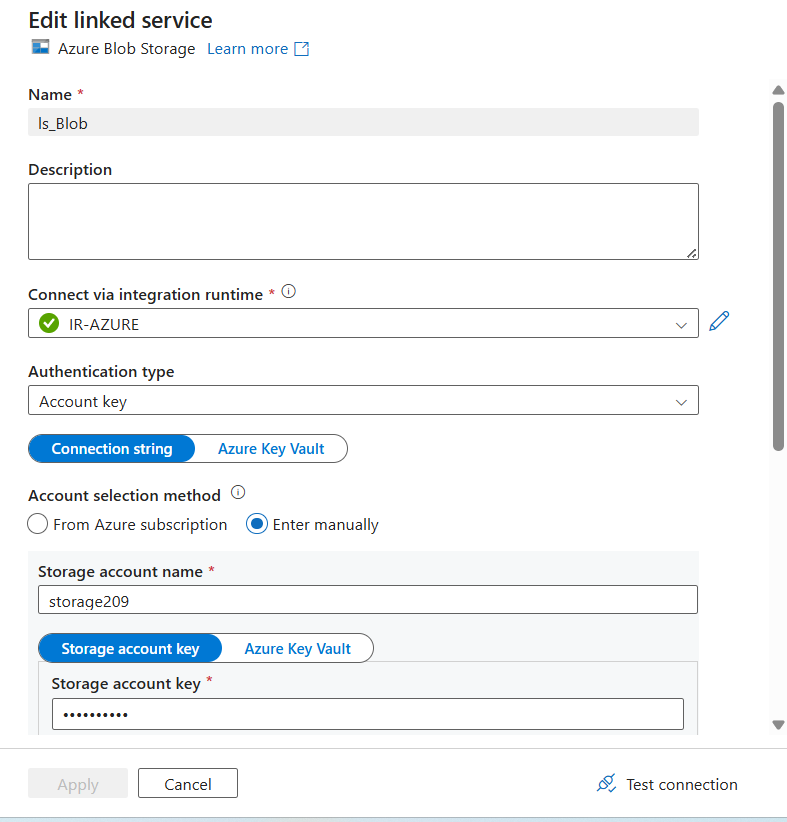 Edit linked service
Azure Blob Storage Learn more
Name *
ls_Blob
Description
Connect via integration runtime *
IR-AZURE
Authentication type
Account key
Connection string Azure Key Vault
Account selection method
From Azure subscription Enter manually
Storage account name *
storage209
Storage account key Azure Key Vault
Storage account key *
••••••••••
Apply Cancel Test connection